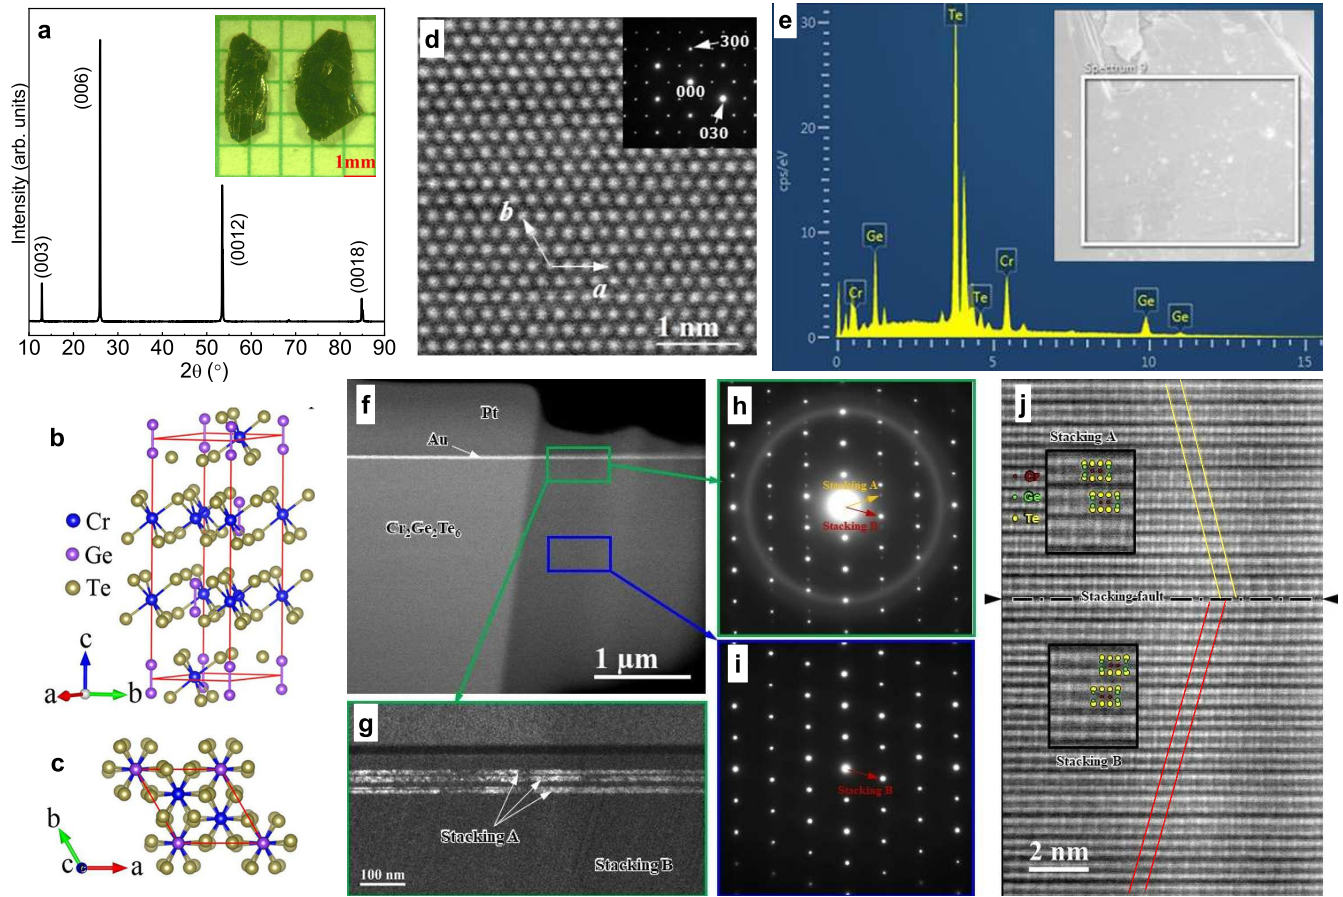 a
Intensity (arb. units)
(003)
(006)
(0012)
(0018)
1mm
10 20 30 40 50 60 70 80 90
2θ (°)
d
300
000
030
b
a
1 nm
e
30
20
10
0
cps/eV
Te
Ge
Cr
Te
Cr
Ge
Ge
Spectrum 9
0 5 10 15
b
Cr
Ge
Te
c
a
b
c
b
c
a
f
Pt
Au
Cr2Ge2Te6
1 µm
g
Stacking A
Stacking B
100 nm
h
Stacking A
Stacking B
i
Stacking B
j
Stacking A
Cr
Ge
Te
Stacking fault
Stacking B
2 nm